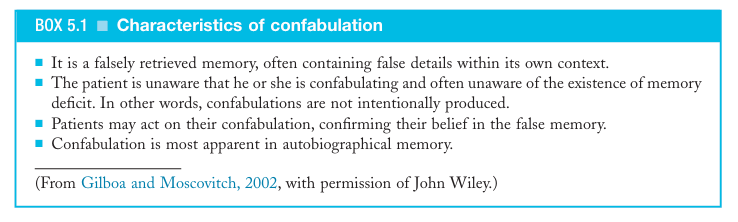 BOX 5.1 ■ Characteristics of confabulation
■ It is a falsely retrieved memory, often containing false details within its own context.
■ The patient is unaware that he or she is confabulating and often unaware of the existence of memory
deficit. In other words, confabulations are not intentionally produced.
■ Patients may act on their confabulation, confirming their belief in the false memory.
■ Confabulation is most apparent in autobiographical memory.
(From Gilboa and Moscovitch, 2002, with permission of John Wiley.)